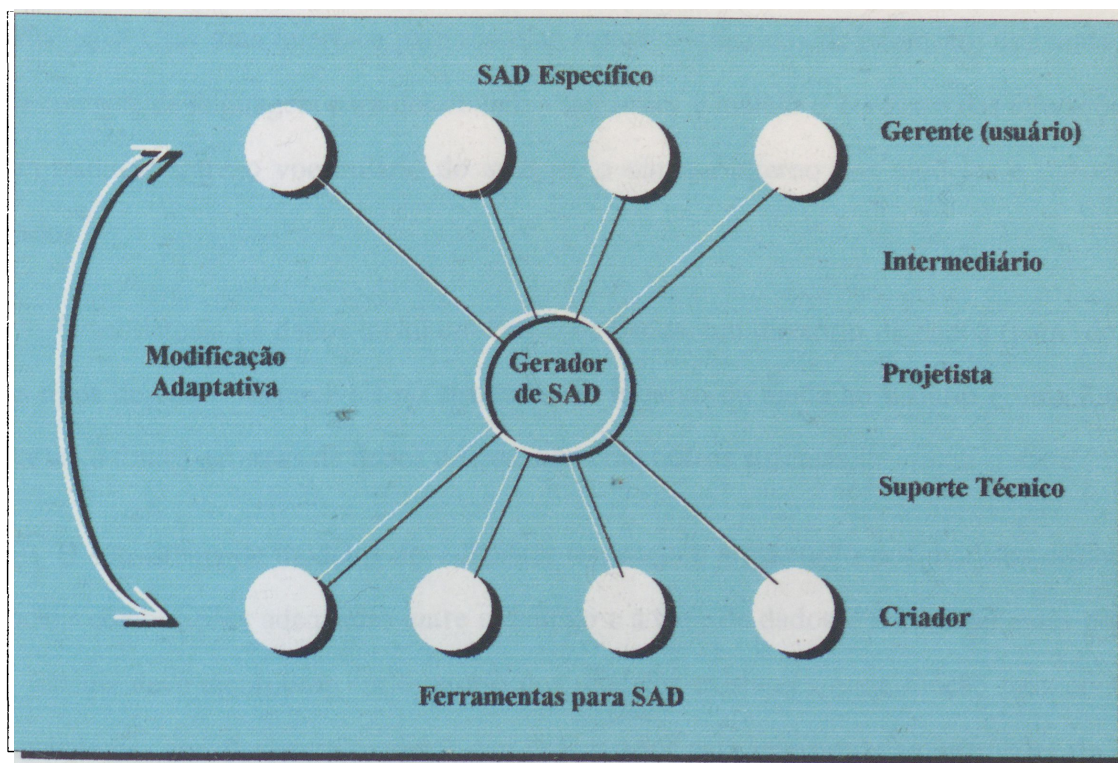 SAD Específico
Gerente (usuário)
Intermediário
Modificação
Adaptativa
Gerador
de SAD
Projetista
Suporte Técnico
Criador
Ferramentas para SAD